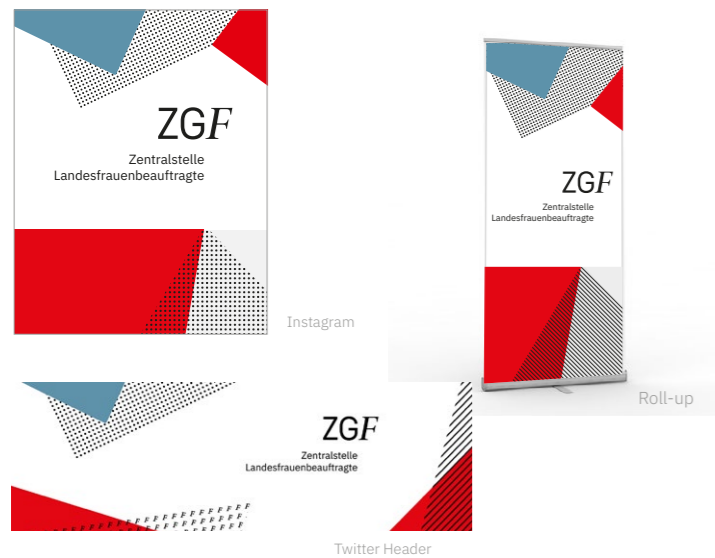 ZGF
Zentralstelle
Landesfrauenbeauftragte
Instagram
ZGF
Zentralstelle
Landesfrauenbeauftragte
Roll-up
ZGF
Zentralstelle
Landesfrauenbeauftragte
F F F F F F F F F F F F
Twitter Header